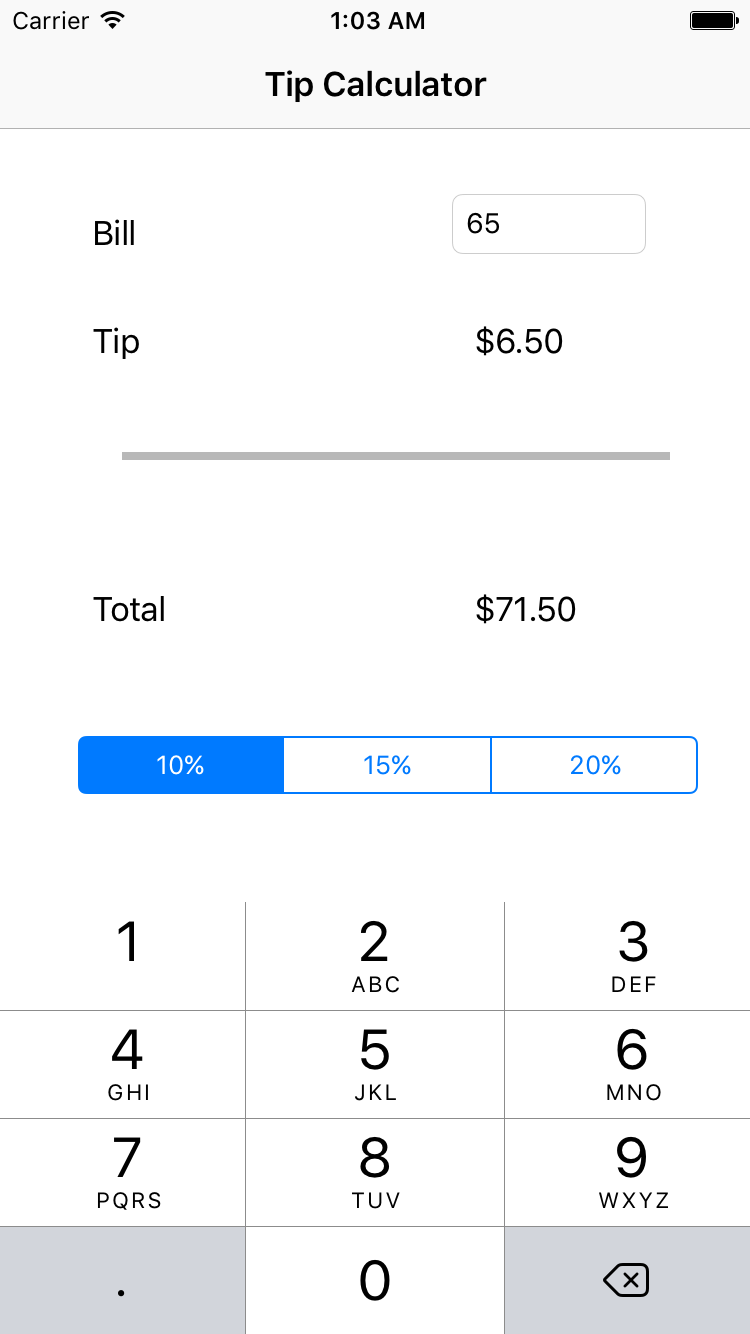 Carrier 1:03 AM
Tip Calculator
Bill 65
Tip $6.50
Total $71.50
10% 15% 20%
1 2 3
ABC DEF
4 5 6
GHI JKL MNO
7 8 9
PQRS TUV WXYZ
. 0